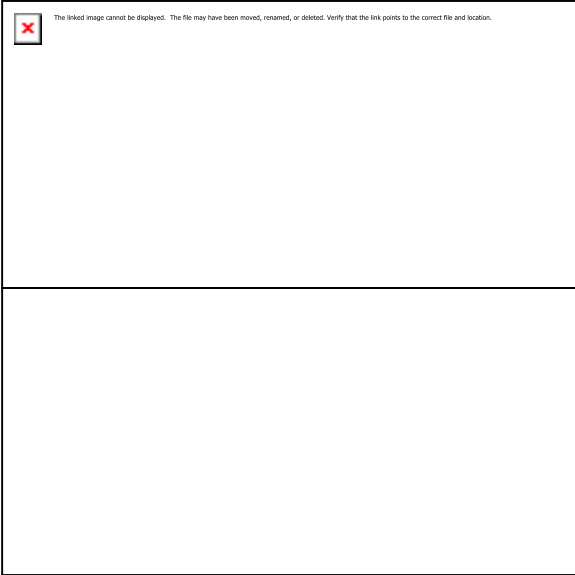 The linked image cannot be displayed.  The file may have been moved, renamed, or deleted. Verify that the link points to the correct file and location.